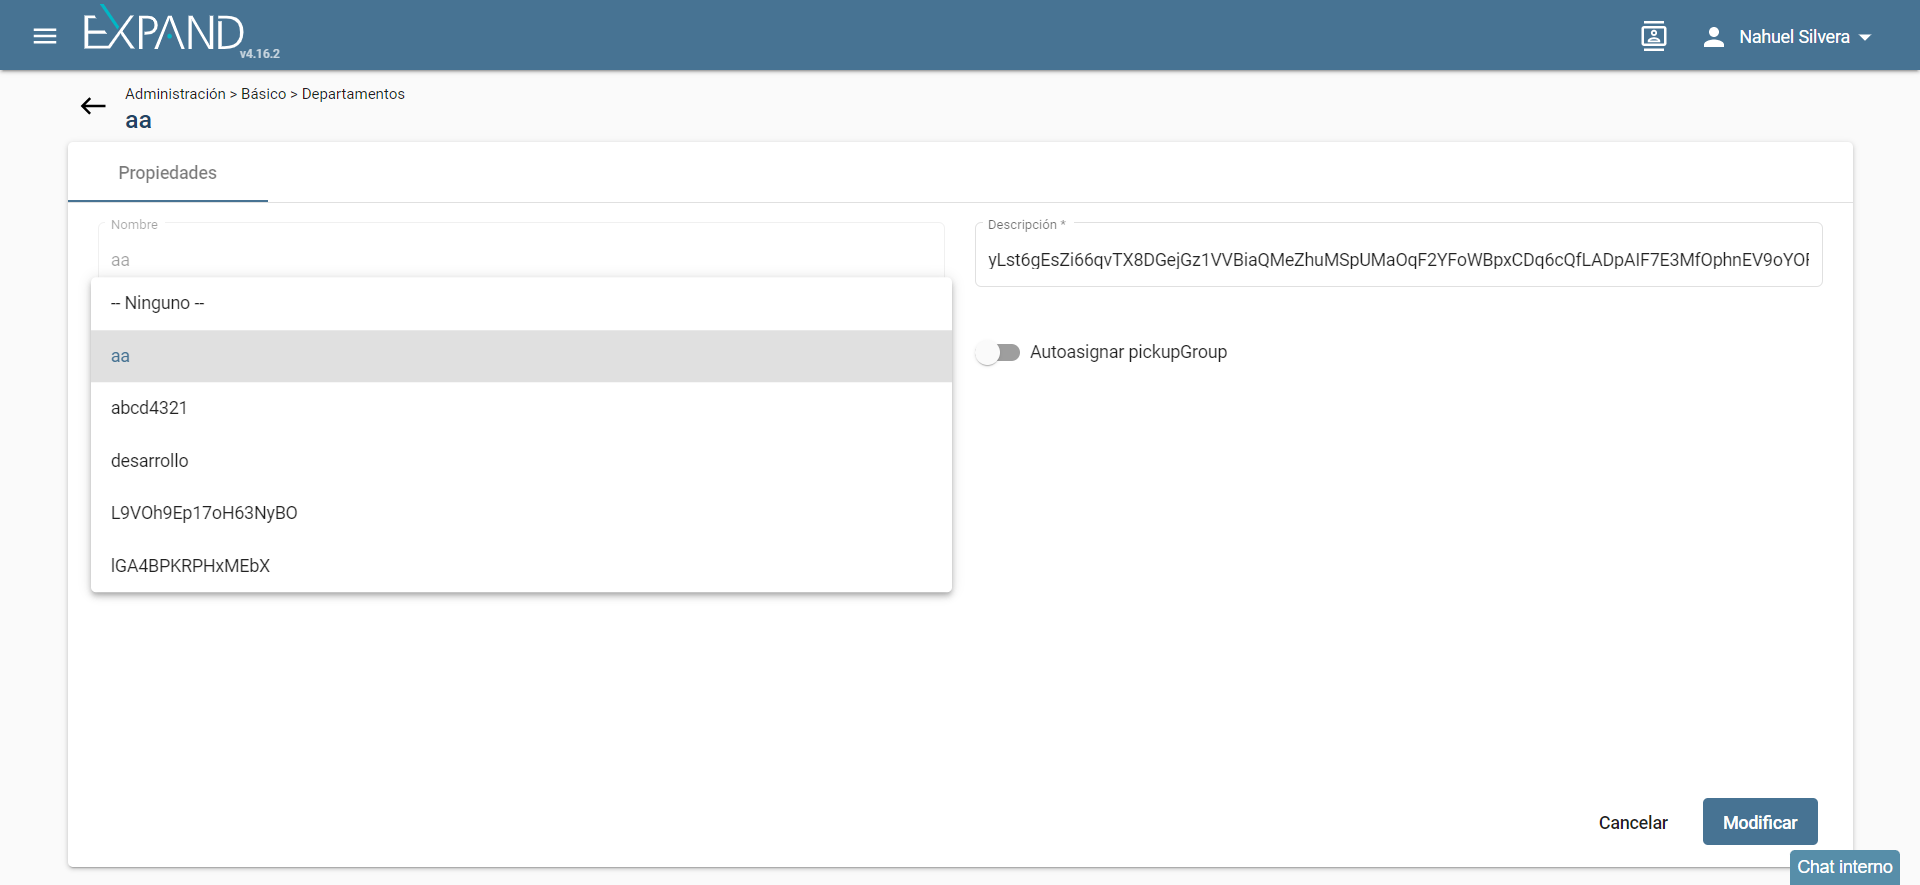 EXPAND
v4.16.2
Nahuel Silvera
Administración > Básico > Departamentos
aa
Propiedades
Nombre
aa
Descripción *
yLst6gEsZi66qvTX8DGejGz1VVBiaQMeZhuMSpUMaOqF2YFoWBpxCDq6cQfLADpAIF7E3MfOphnEV9oYOF
-- Ninguno --
aa
Autoasignar pickupGroup
abcd4321
desarrollo
L9VOh9Ep17oH63NyBO
lGA4BPKRPHxMEbX
Cancelar
Modificar
Chat interno